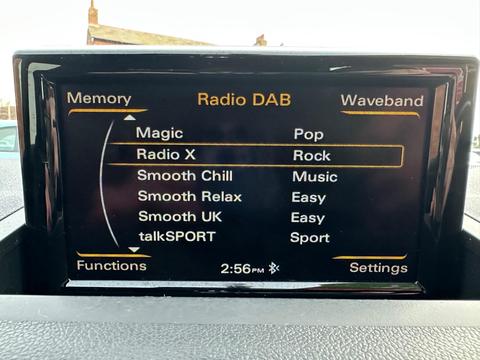 Memory Radio DAB Waveband
Magic Pop
Radio X Rock
Smooth Chill Music
Smooth Relax Easy
Smooth UK Easy
talkSPORT Sport
Functions 2:56PM Settings